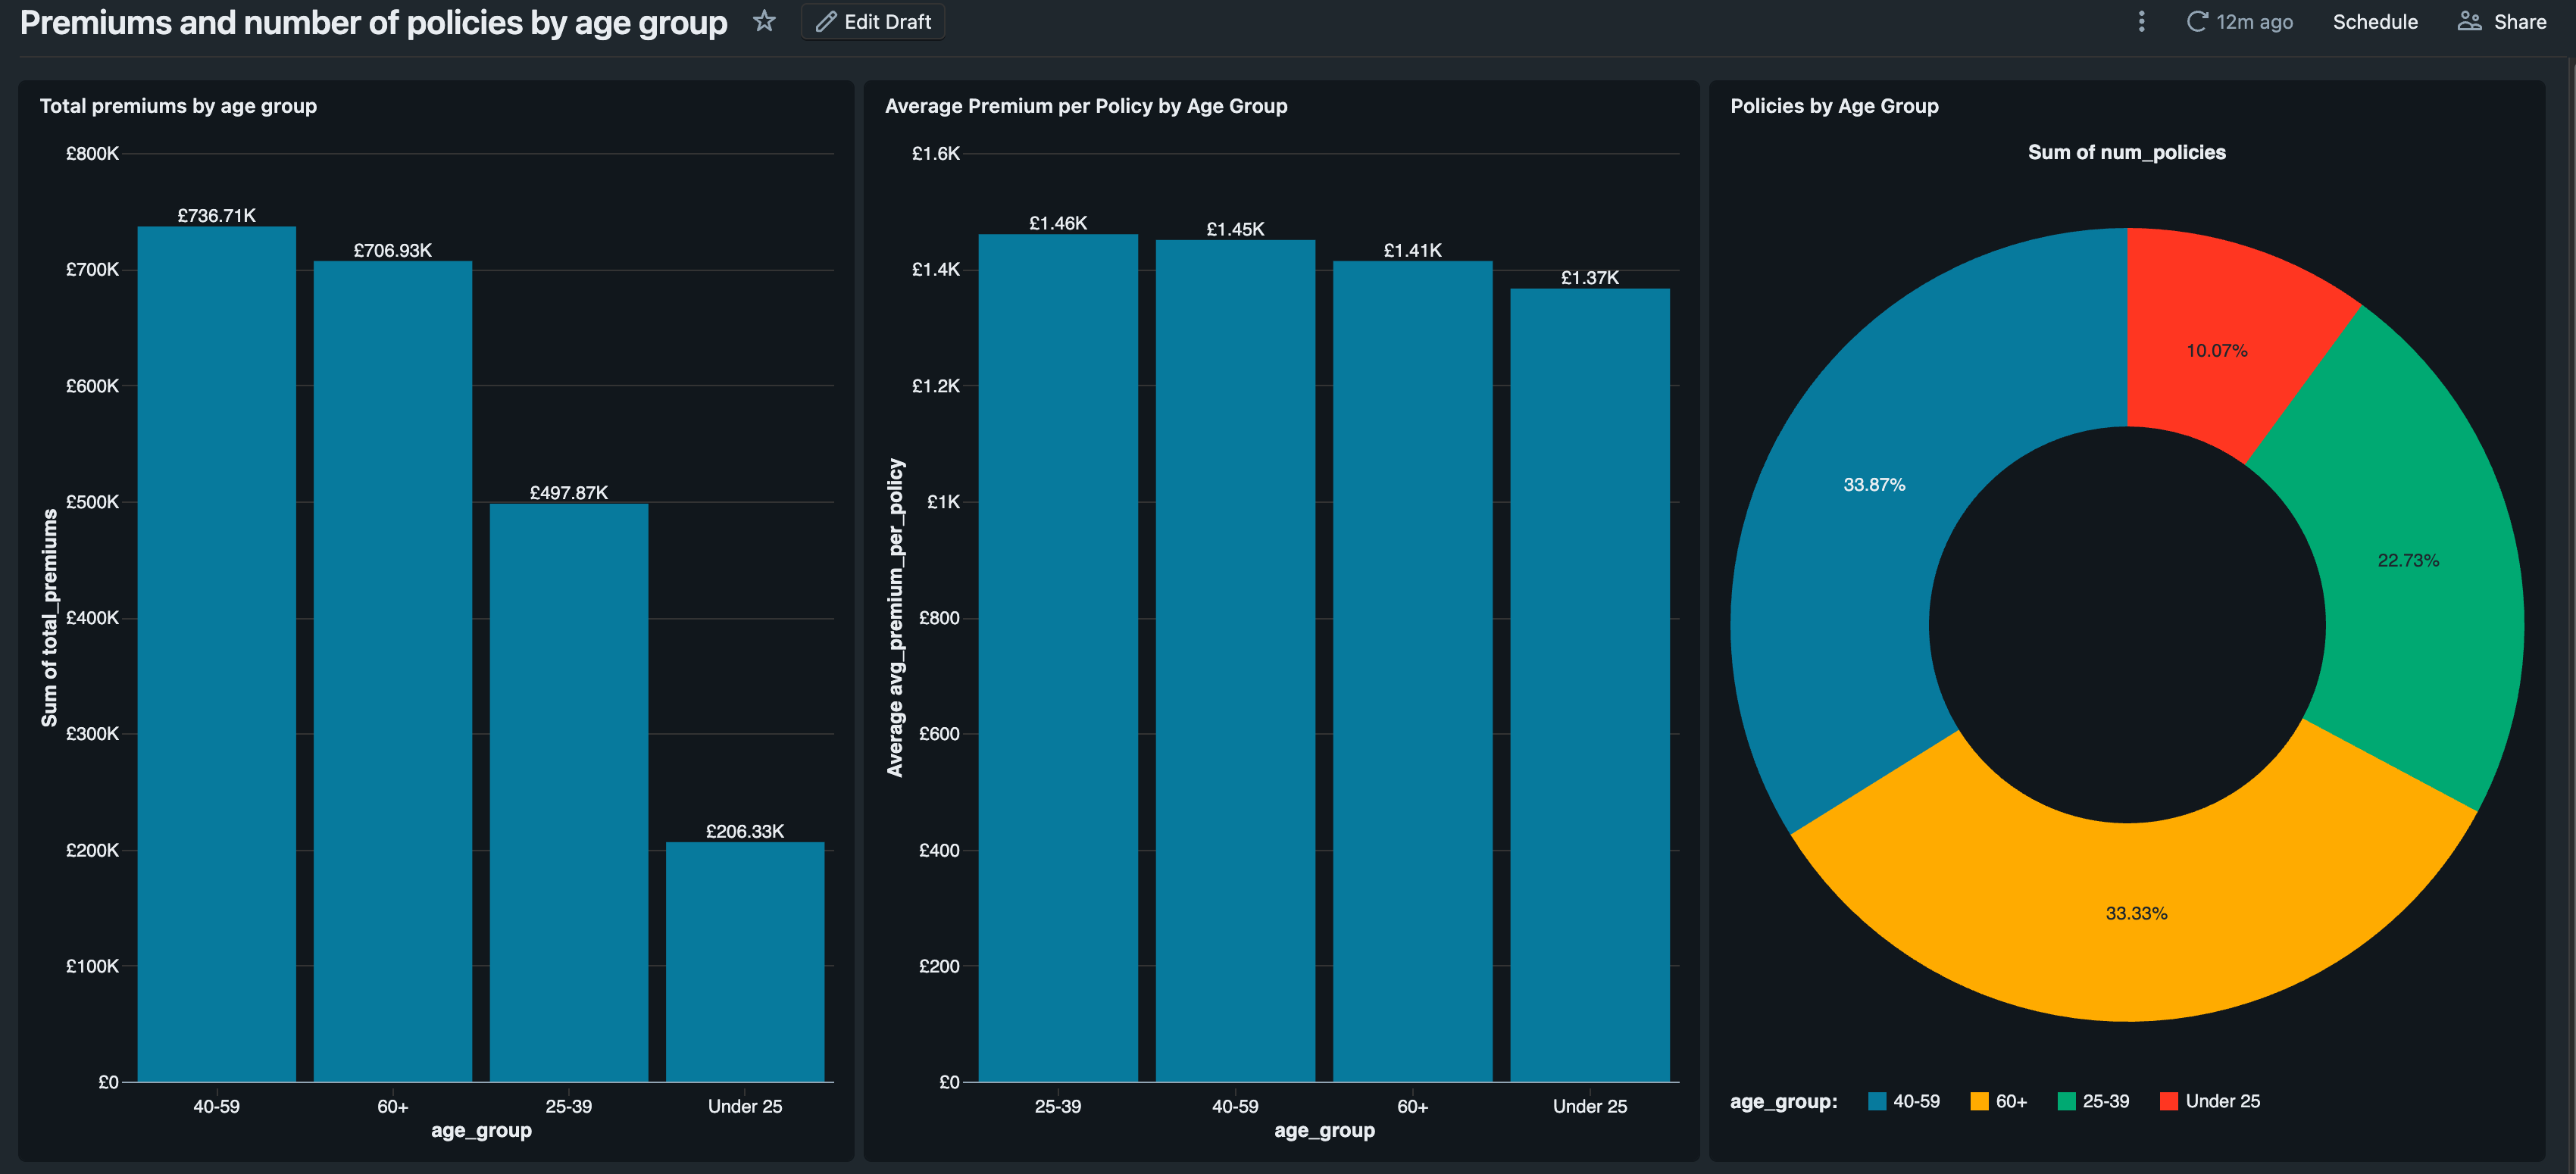 Premiums and number of policies by age group
Edit Draft
12m ago
Schedule
Share
Total premiums by age group
£800K
£700K
£600K
£500K
£400K
£300K
£200K
£100K
£0
Sum of total_premiums
£736.71K
£706.93K
£497.87K
£206.33K
40-59
60+
25-39
Under 25
age_group
Average Premium per Policy by Age Group
£1.6K
£1.4K
£1.2K
£1K
£800
£600
£400
£200
£0
Average avg_premium_per_policy
£1.46K
£1.45K
£1.41K
£1.37K
25-39
40-59
60+
Under 25
age_group
Policies by Age Group
Sum of num_policies
10.07%
33.87%
22.73%
33.33%
age_group: 40-59 60+ 25-39 Under 25